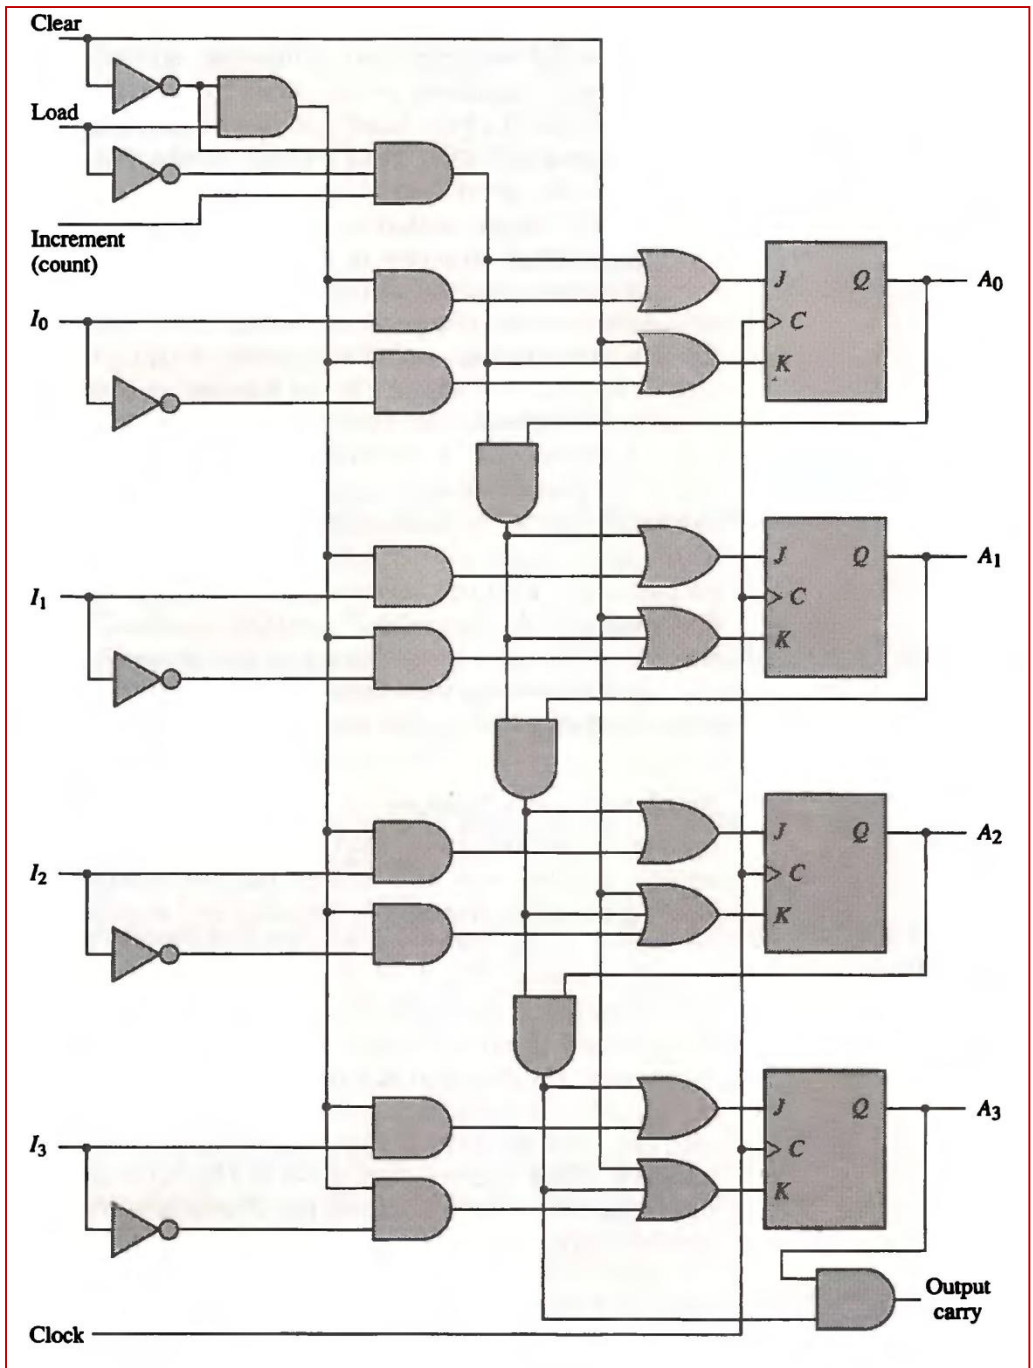 Clear
Load
Increment
(count)
J Q A0
I0
C
K
J Q A1
I1
C
K
J Q A2
I2
C
K
J Q A3
I3
C
K
Output
carry
Clock